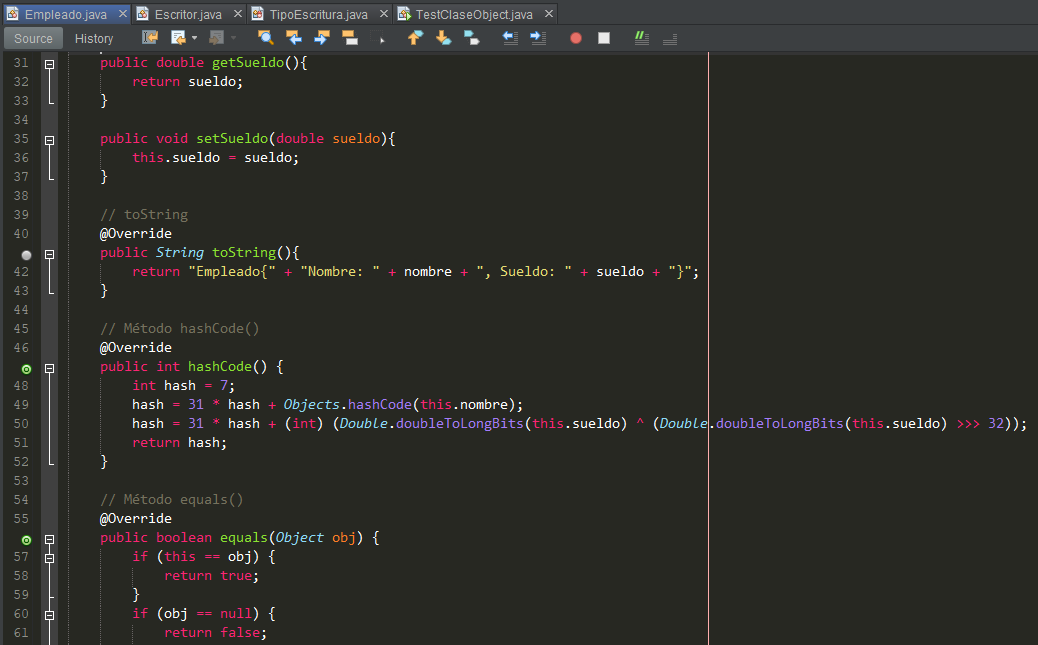 Empleado.java Escritor.java TipoEscritura.java TestClaseObject.java
Source History
31 public double getSueldo(){
32 return sueldo;
33 }
34
35 public void setSueldo(double sueldo){
36 this.sueldo = sueldo;
37 }
38
39 // toString
40 @Override
public String toString(){
42 return "Empleado{" + "Nombre: " + nombre + ", Sueldo: " + sueldo + "}";
43 }
44
45 // Método hashCode()
46 @Override
public int hashCode() {
48 int hash = 7;
49 hash = 31 * hash + Objects.hashCode(this.nombre);
50 hash = 31 * hash + (int) (Double.doubleToLongBits(this.sueldo) ^ (Double.doubleToLongBits(this.sueldo) >>> 32));
51 return hash;
52 }
53
54 // Método equals()
55 @Override
public boolean equals(Object obj) {
57 if (this == obj) {
58 return true;
59 }
60 if (obj == null) {
61 return false;